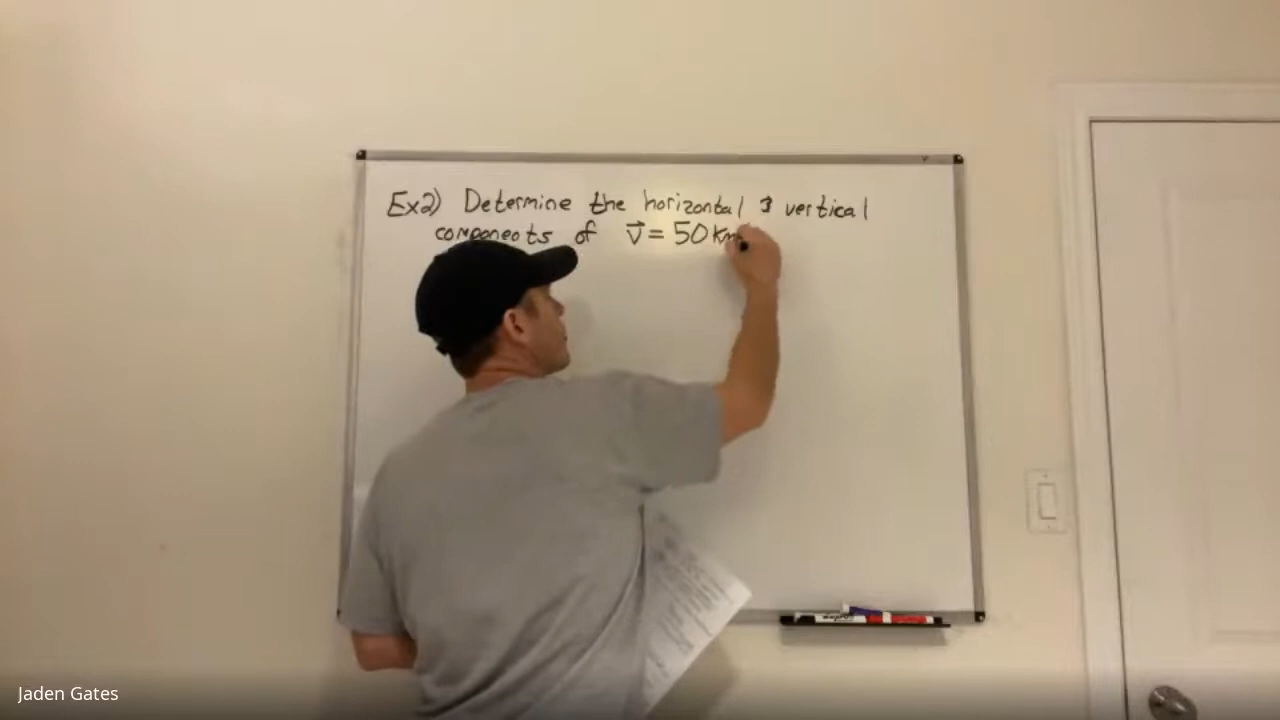 Ex2) Determine the horizontal & vertical
components of v⃗ = 50 km
Jaden Gates